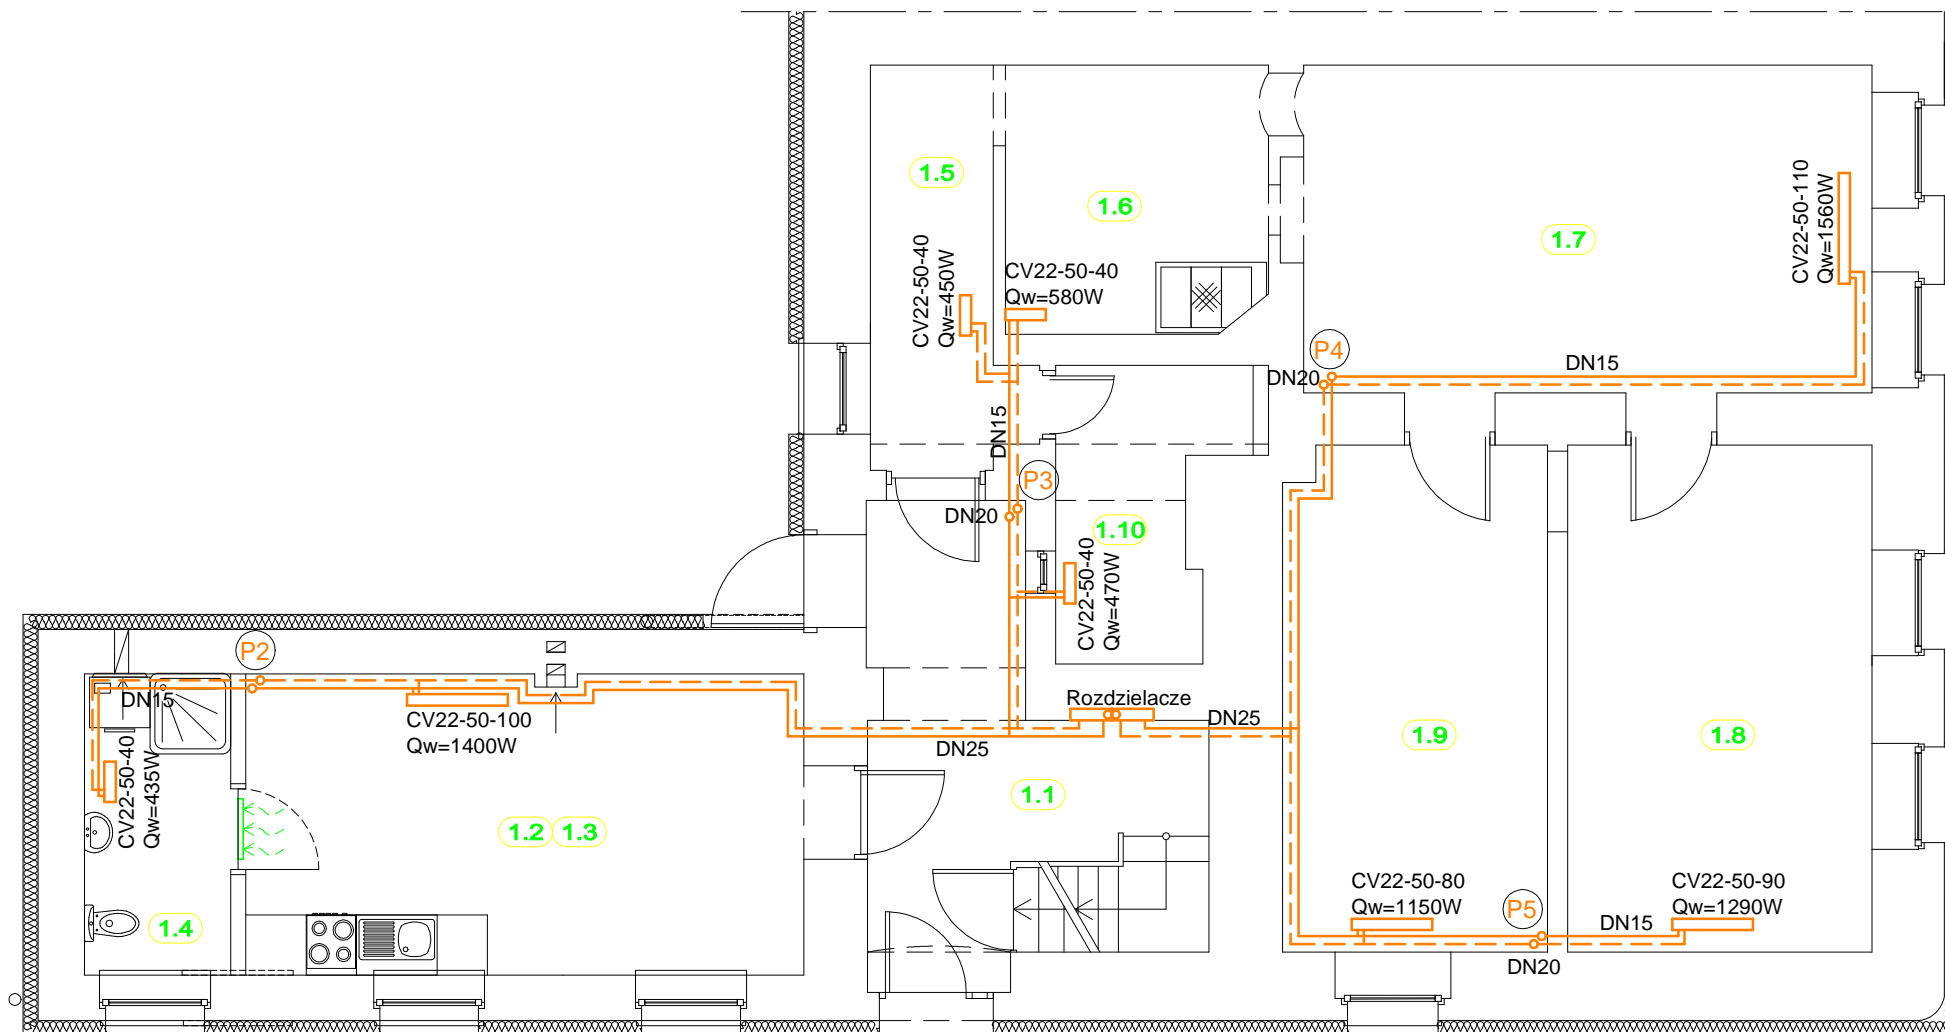 1.5
1.6
1.7
CV22-50-110
Qw=1560W
CV22-50-40
Qw=450W
CV22-50-40
Qw=580W
P4
DN20
DN15
DN15
P3
DN20
1.10
CV22-50-40
Qw=470W
P2
DN15
CV22-50-100
Qw=1400W
Rozdzielacze
DN25
DN25
1.9
1.8
CV22-50-40
Qw=435W
1.1
1.2
1.3
1.4
CV22-50-80
Qw=1150W
P5
DN15
DN20
CV22-50-90
Qw=1290W